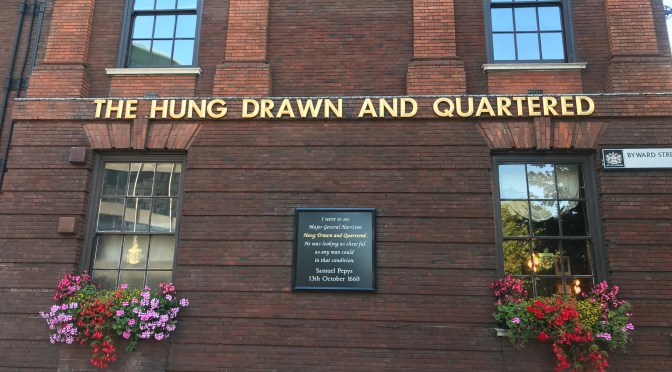 THE HUNG DRAWN AND QUARTERED
BYWARD STRE
I went to see
Major General Harrison
Hung Drawn and Quartered.
He was looking as cheerful
as any man could
in that condition.
Samuel Pepys
13th October 1660